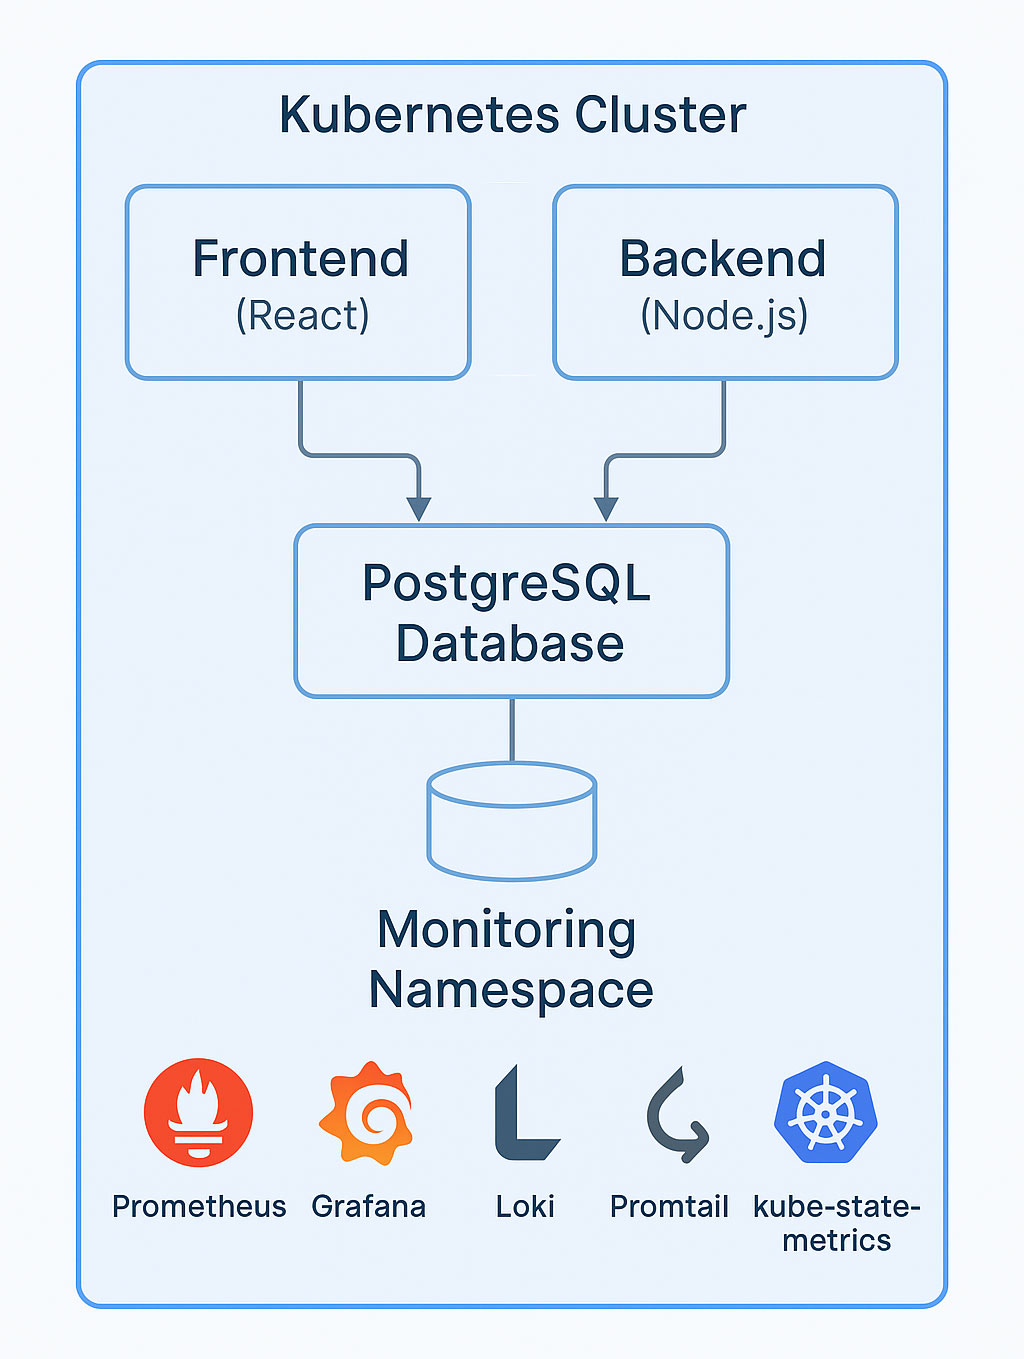 Kubernetes Cluster
Frontend
(React)
Backend
(Node.js)
PostgreSQL
Database
Monitoring
Namespace
Prometheus
Grafana
Loki
Promtail
kube-state-
metrics